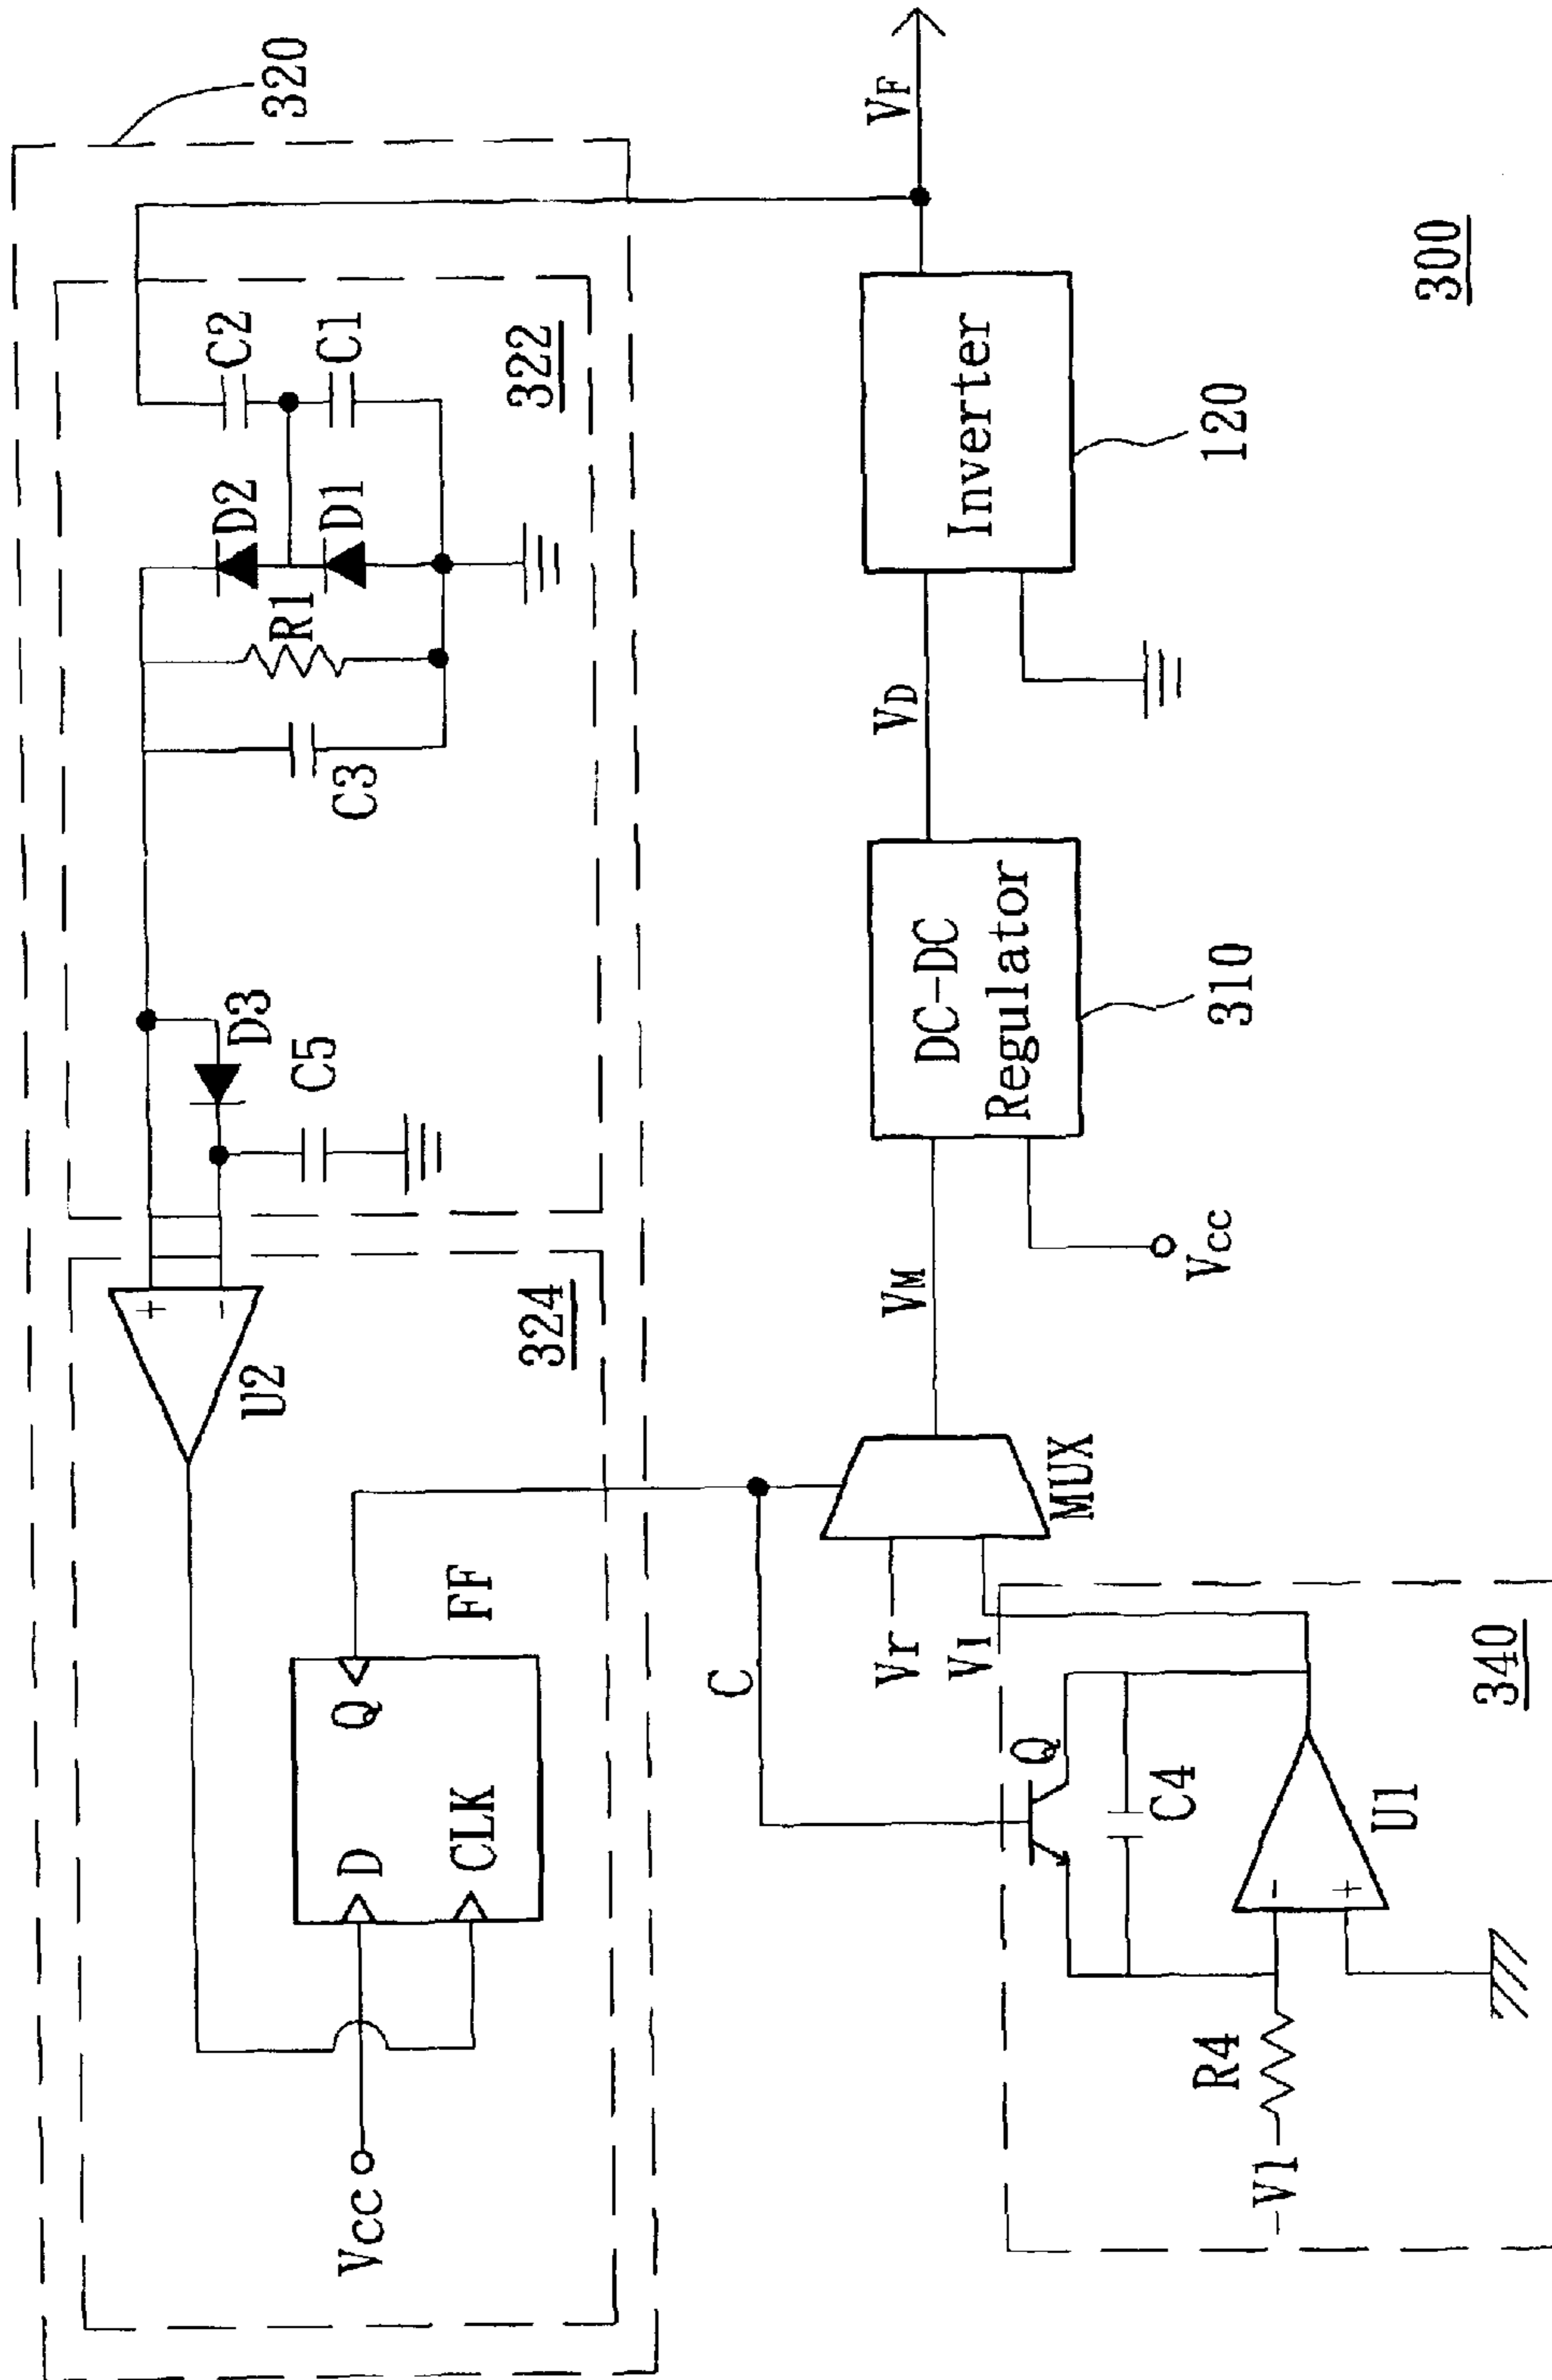 320
322
C2
C1
D2
D1
R1
C3
D3
C5
324
U2
+
-
Vcc
D
Q
CLK
FF
C
Vr
VI
MUX
VM
DC-DC
Regulator
310
Vcc
VD
Inverter
120
VF
340
Q
C4
U1
-
+
R4
-V1
300